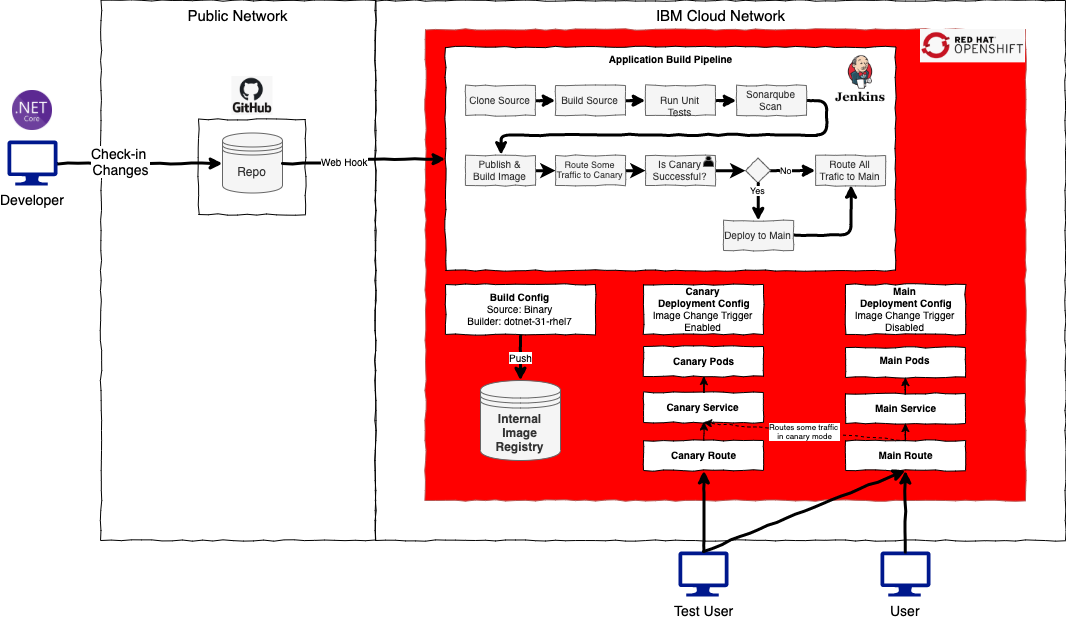 Public Network
IBM Cloud Network
RED HAT
OPENSHIFT
Application Build Pipeline
Jenkins
.NET
Core
GitHub
Clone Source
Build Source
Run Unit
Tests
Sonarqube
Scan
Developer
Check-in
Changes
Repo
Web Hook
Publish &
Build Image
Route Some
Traffic to Canary
Is Canary
Successful?
No
Yes
Route All
Trafic to Main
Deploy to Main
Build Config
Source: Binary
Builder: dotnet-31-rhel7
Push
Internal
Image
Registry
Canary
Deployment Config
Image Change Trigger
Enabled
Canary Pods
Canary Service
Canary Route
Main
Deployment Config
Image Change Trigger
Disabled
Main Pods
Main Service
Routes some traffic
in canary mode
Main Route
Test User
User